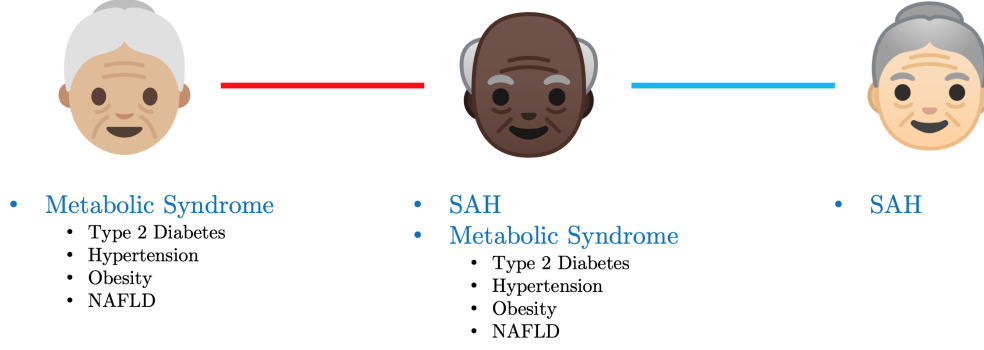 Metabolic Syndrome
Type 2 Diabetes
Hypertension
Obesity
NAFLD
SAH
Metabolic Syndrome
Type 2 Diabetes
Hypertension
Obesity
NAFLD
SAH